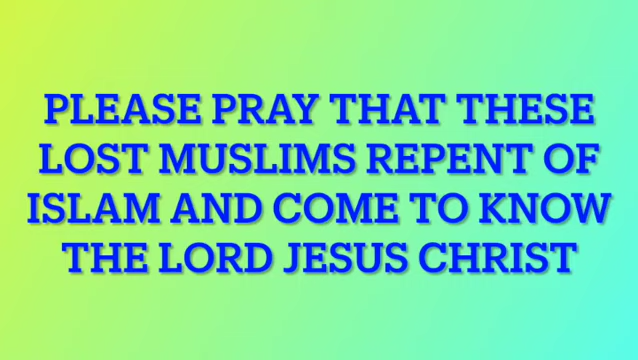 PLEASE PRAY THAT THESE
LOST MUSLIMS REPENT OF
ISLAM AND COME TO KNOW
THE LORD JESUS CHRIST